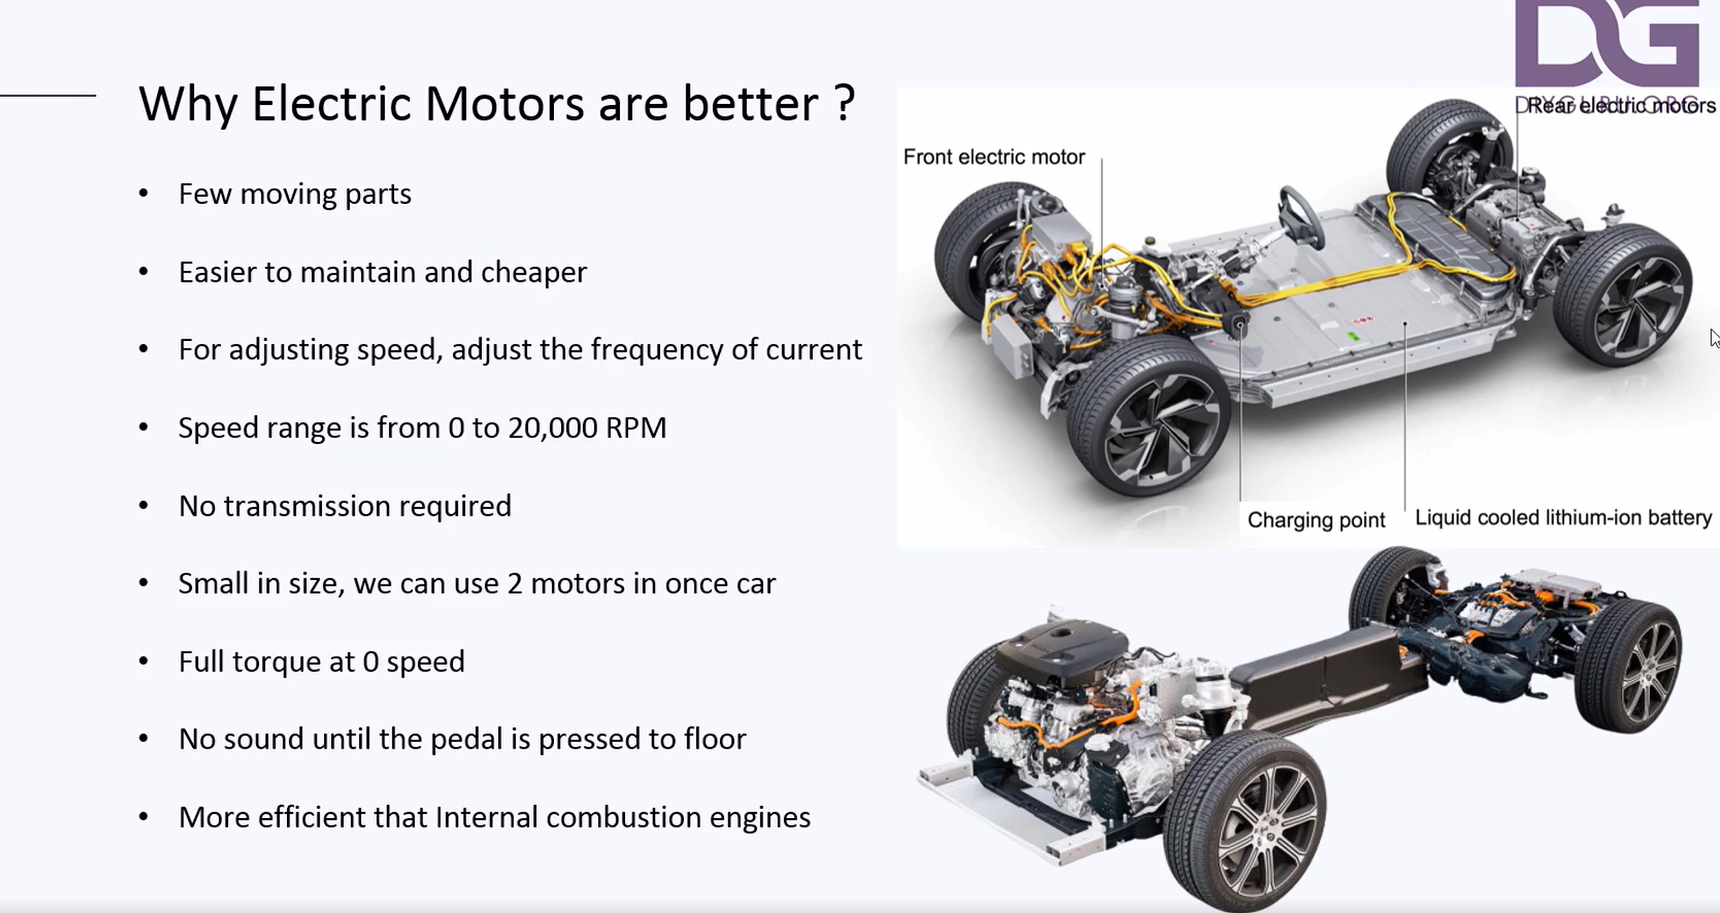 DG
DIYGURU.ORG
Why Electric Motors are better ?
• Few moving parts
• Easier to maintain and cheaper
• For adjusting speed, adjust the frequency of current
• Speed range is from 0 to 20,000 RPM
• No transmission required
• Small in size, we can use 2 motors in once car
• Full torque at 0 speed
• No sound until the pedal is pressed to floor
• More efficient that Internal combustion engines
Rear electric motors
Front electric motor
Charging point
Liquid cooled lithium-ion battery